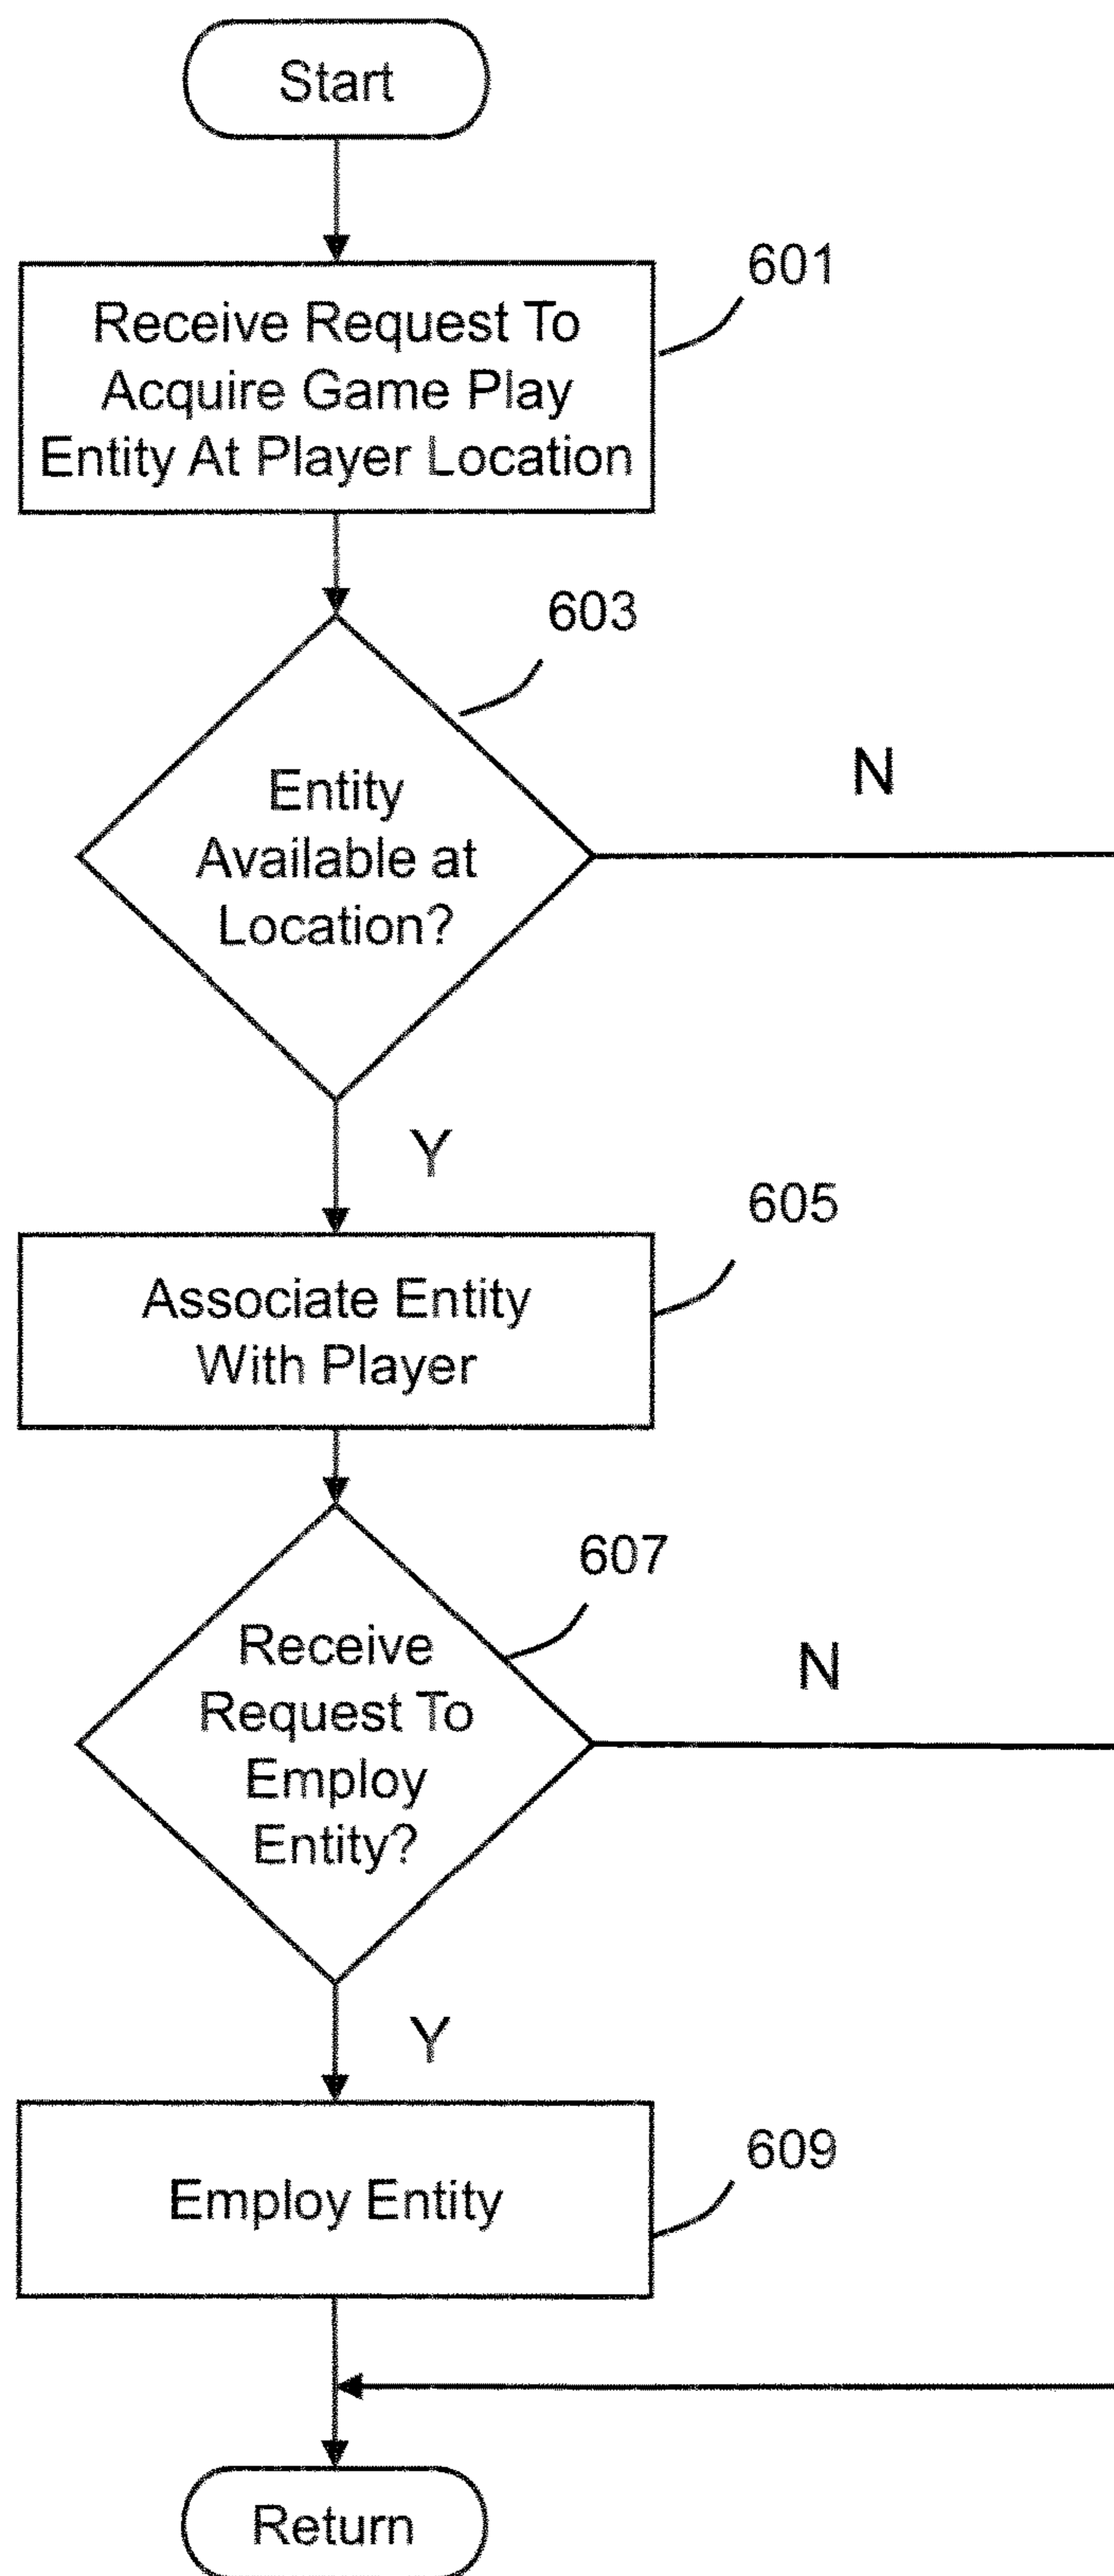 Start
601
Receive Request To
Acquire Game Play
Entity At Player Location
603
Entity
Available at
Location?
N
Y
605
Associate Entity
With Player
607
Receive
Request To
Employ
Entity?
N
Y
609
Employ Entity
Return